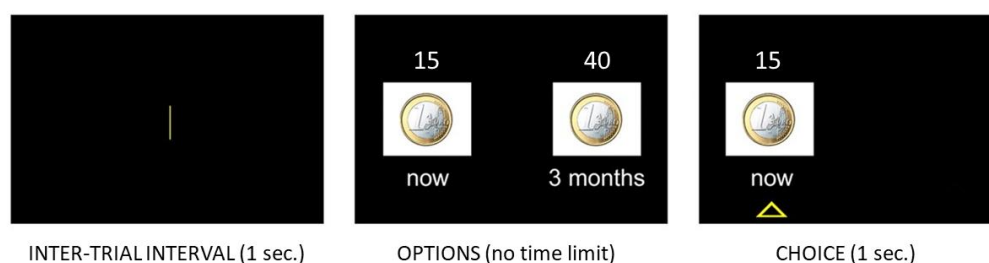 15 40 15
now 3 months now
INTER-TRIAL INTERVAL (1 sec.) OPTIONS (no time limit) CHOICE (1 sec.)